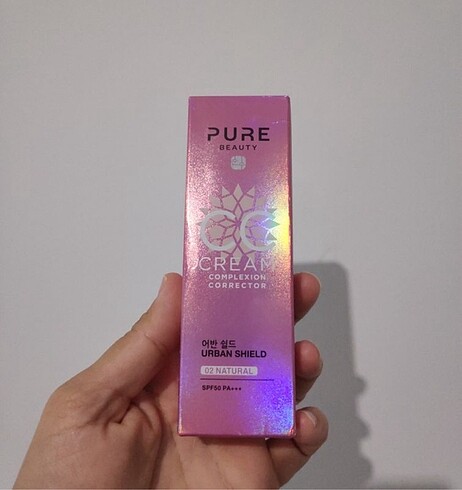 PURE
BEAUTY
CC
CREAM
COMPLEXION
CORRECTOR
어반 쉴드
URBAN SHIELD
02 NATURAL
SPF50 PA+++